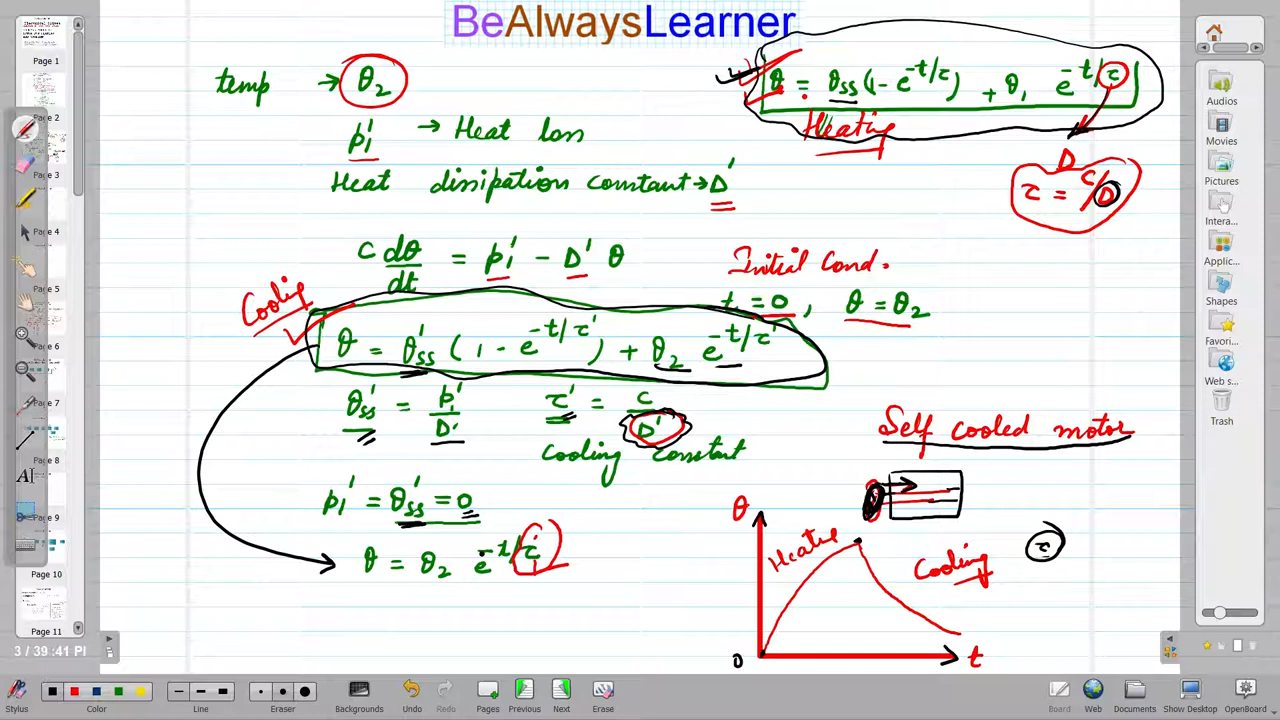 BeAlwaysLearner
temp → θ2
p1' → Heat loss
Heat dissipation constant → D'
θ = θss (1 - e^-t/τ) + θ1 e^-t/τ
Heating
D
τ = C/D
C dθ/dt = p1' - D' θ
Initial Cond.
t = 0, θ = θ2
Cooling
θ = θ'ss (1 - e^-t/τ') + θ2 e^-t/τ'
θss' = p1'/D' τ' = C/D'
Cooling Constant
p1' = θ'ss = 0
θ = θ2 e^-t/τ'
Self cooled motor
θ
Heating
Cooling
τ
0
t
Page 1
Page 2
Page 3
Page 4
Page 5
Page 6
Page 7
Page 8
Page 9
Page 10
Page 11
3 / 39:41 PI
Audios
Movies
Pictures
Intera...
Applic...
Shapes
Favori...
Web s...
Trash
Stylus
Color
Line
Eraser
Backgrounds
Undo
Redo
Pages
Previous
Next
Erase
Board
Web
Documents
Show Desktop
OpenBoard